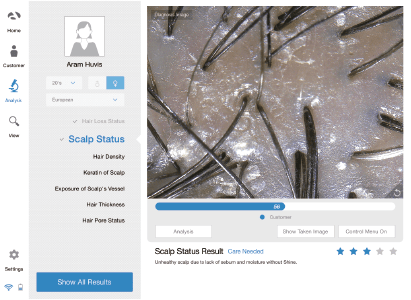 Home
Customer
Analysis
View
Settings
Aram Huvis
20's
European
Hair Loss Status
Scalp Status
Hair Density
Keratin of Scalp
Exposure of Scalp's Vessel
Hair Thickness
Hair Pore Status
Show All Results
Diagnosis Image
56
Customer
Analysis
Show Taken Image
Control Menu On
Scalp Status Result Care Needed
Unhealthy scalp due to lack of sebum and moisture without Shine.